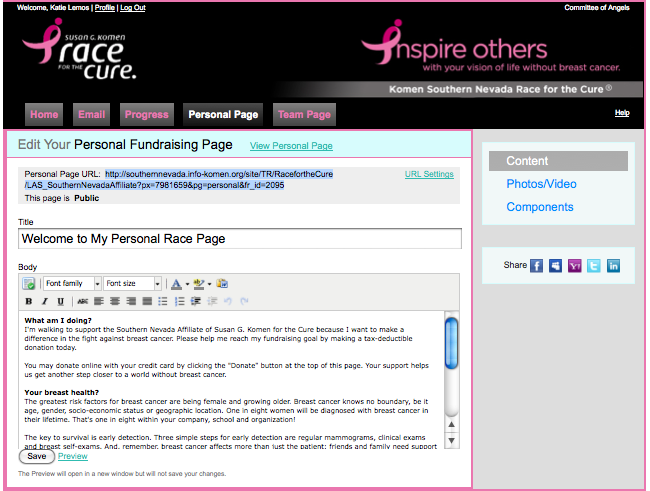 Welcome, Katie Lemos | Profile | Log Out
Committee of Angels
SUSAN G. KOMEN
race
FOR THE
cure.
inspire others
with your vision of life without breast cancer.
Komen Southern Nevada Race for the Cure®
Home Email Progress Personal Page Team Page
Help
Edit Your Personal Fundraising Page View Personal Page
Personal Page URL: http://southernnevada.info-komen.org/site/TR/RacefortheCure URL Settings
/LAS_SouthernNevadaAffiliate?px=7981659&pg=personal&fr_id=2095
This page is Public
Title
Welcome to My Personal Race Page
Body
Font family Font size A ab
B I U ABC
What am I doing?
I'm walking to support the Southern Nevada Affiliate of Susan G. Komen for the Cure because I want to make a
difference in the fight against breast cancer. Please help me reach my fundraising goal by making a tax-deductible
donation today.
You may donate online with your credit card by clicking the "Donate" button at the top of this page. Your support helps
us get another step closer to a world without breast cancer.
Your breast health?
The greatest risk factors for breast cancer are being female and growing older. Breast cancer knows no boundary, be it
age, gender, socio-economic status or geographic location. One in eight women will be diagnosed with breast cancer in
their lifetime. That's one in eight within your company, school and organization!
The key to survival is early detection. Three simple steps for early detection are regular mammograms, clinical exams
and breast self-exams. And, remember, breast cancer affects more than just the patient: friends and family need support
Save Preview
The Preview will open in a new window but will not save your changes.
Content
Photos/Video
Components
Share